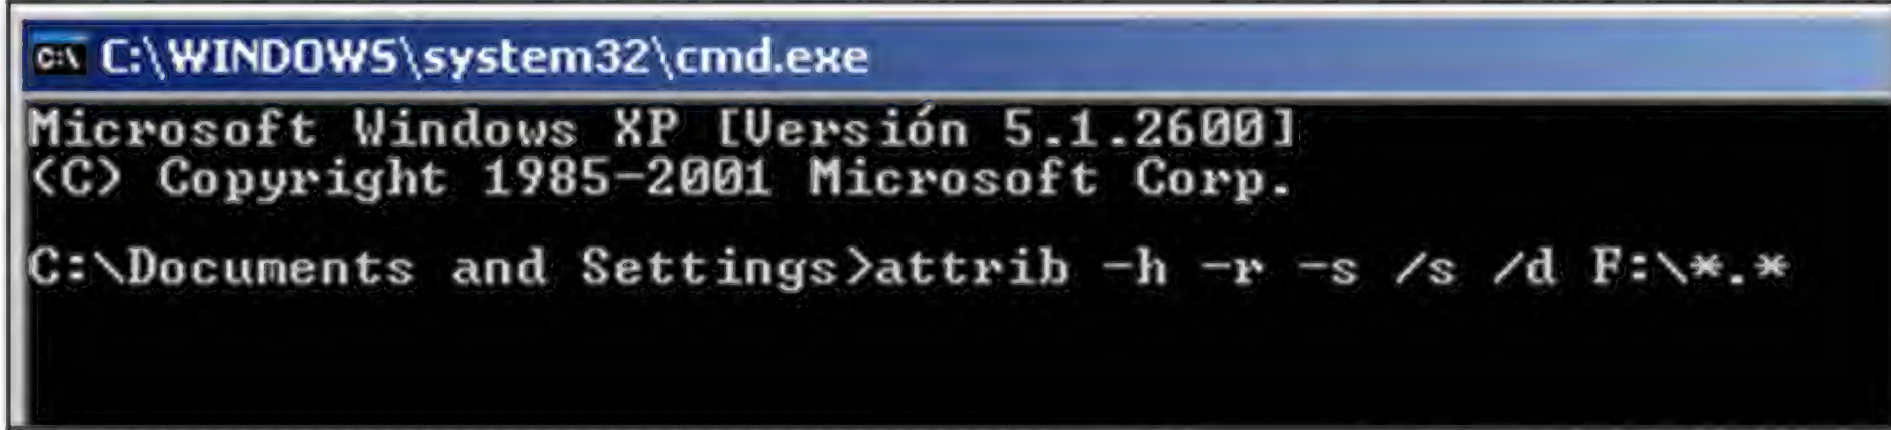 C:\WINDOWS\system32\cmd.exe
Microsoft Windows XP [Versión 5.1.2600]
(C) Copyright 1985-2001 Microsoft Corp.
C:\Documents and Settings>attrib -h -r -s /s /d F:\*.*